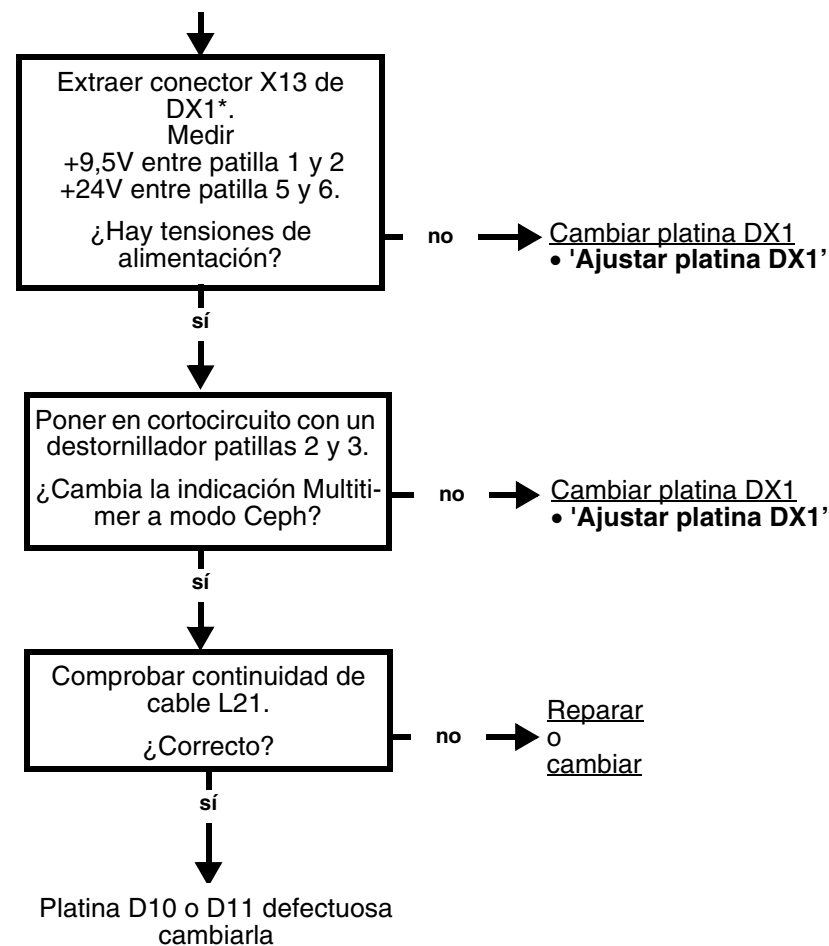 Extraer conector X13 de
DX1*.
Medir
+9,5V entre patilla 1 y 2
+24V entre patilla 5 y 6.
¿Hay tensiones de
alimentación?
no
Cambiar platina DX1
• 'Ajustar platina DX1’
sí
Poner en cortocircuito con un
destornillador patillas 2 y 3.
¿Cambia la indicación Multiti-
mer a modo Ceph?
no
Cambiar platina DX1
• 'Ajustar platina DX1’
sí
Comprobar continuidad de
cable L21.
¿Correcto?
no
Reparar
o
cambiar
sí
Platina D10 o D11 defectuosa
cambiarla